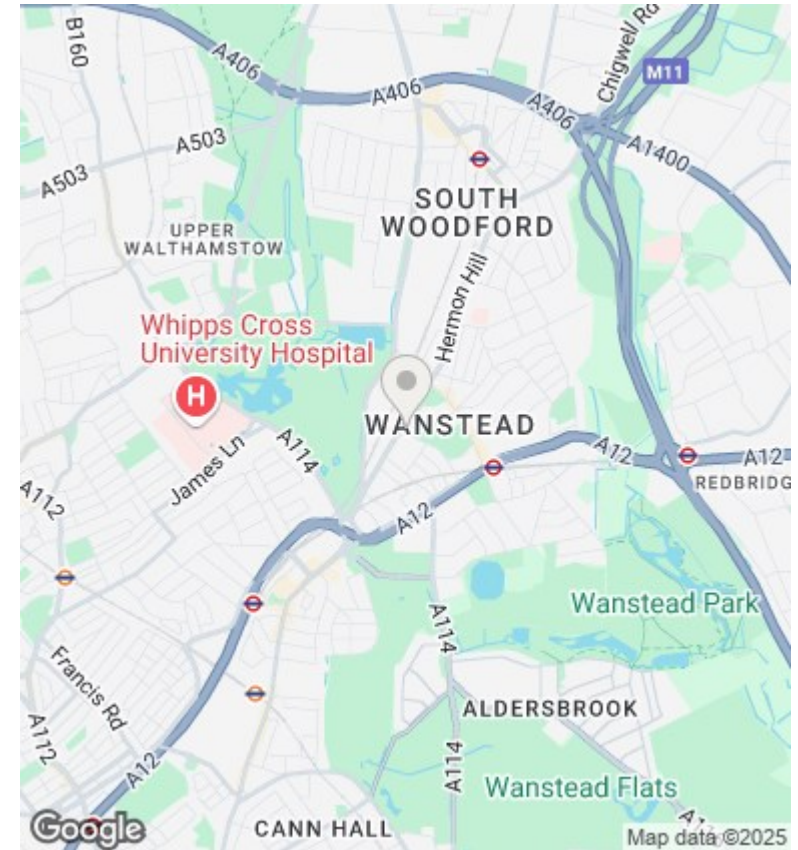 B160
A406
Chigwell Rd
M11
A406
A406
A1400
A503
A503
SOUTH
WOODFORD
UPPER
WALTHAMSTOW
Hermon Hill
Whipps Cross
University Hospital
H
WANSTEAD
A114
James Ln
A12
A12
REDBRIDG
A112
A12
Wanstead Park
A114
Francis Rd
ALDERSBROOK
A112
A114
A12
Wanstead Flats
Google
CANN HALL
Map data ©2025